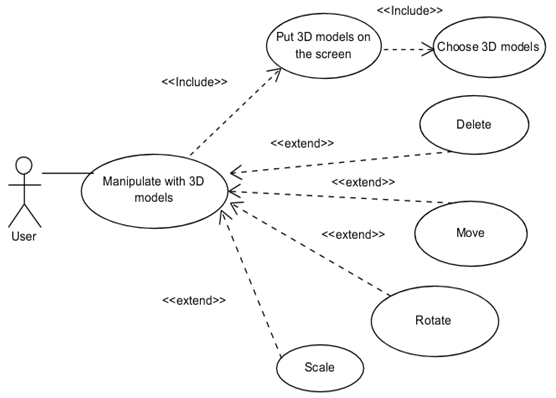 <<Include>>
Put 3D models on
the screen
Choose 3D models
<<Include>>
Delete
<<extend>>
Manipulate with 3D
models
<<extend>>
User
Move
<<extend>>
<<extend>>
Rotate
Scale